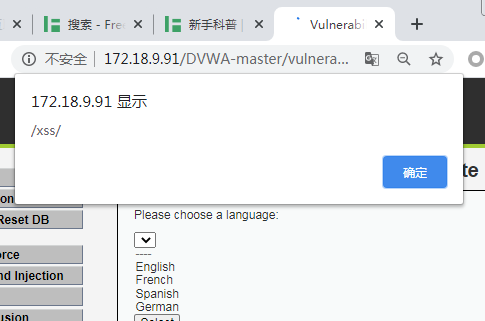 搜索 - Free
新手科普 |
Vulnerabi
不安全
172.18.9.91/DVWA-master/vulnera...
172.18.9.91 显示
/xss/
确定
on
te
Reset DB
Please choose a language:
orce
----
nd Injection
English
French
Spanish
German
usion
Select